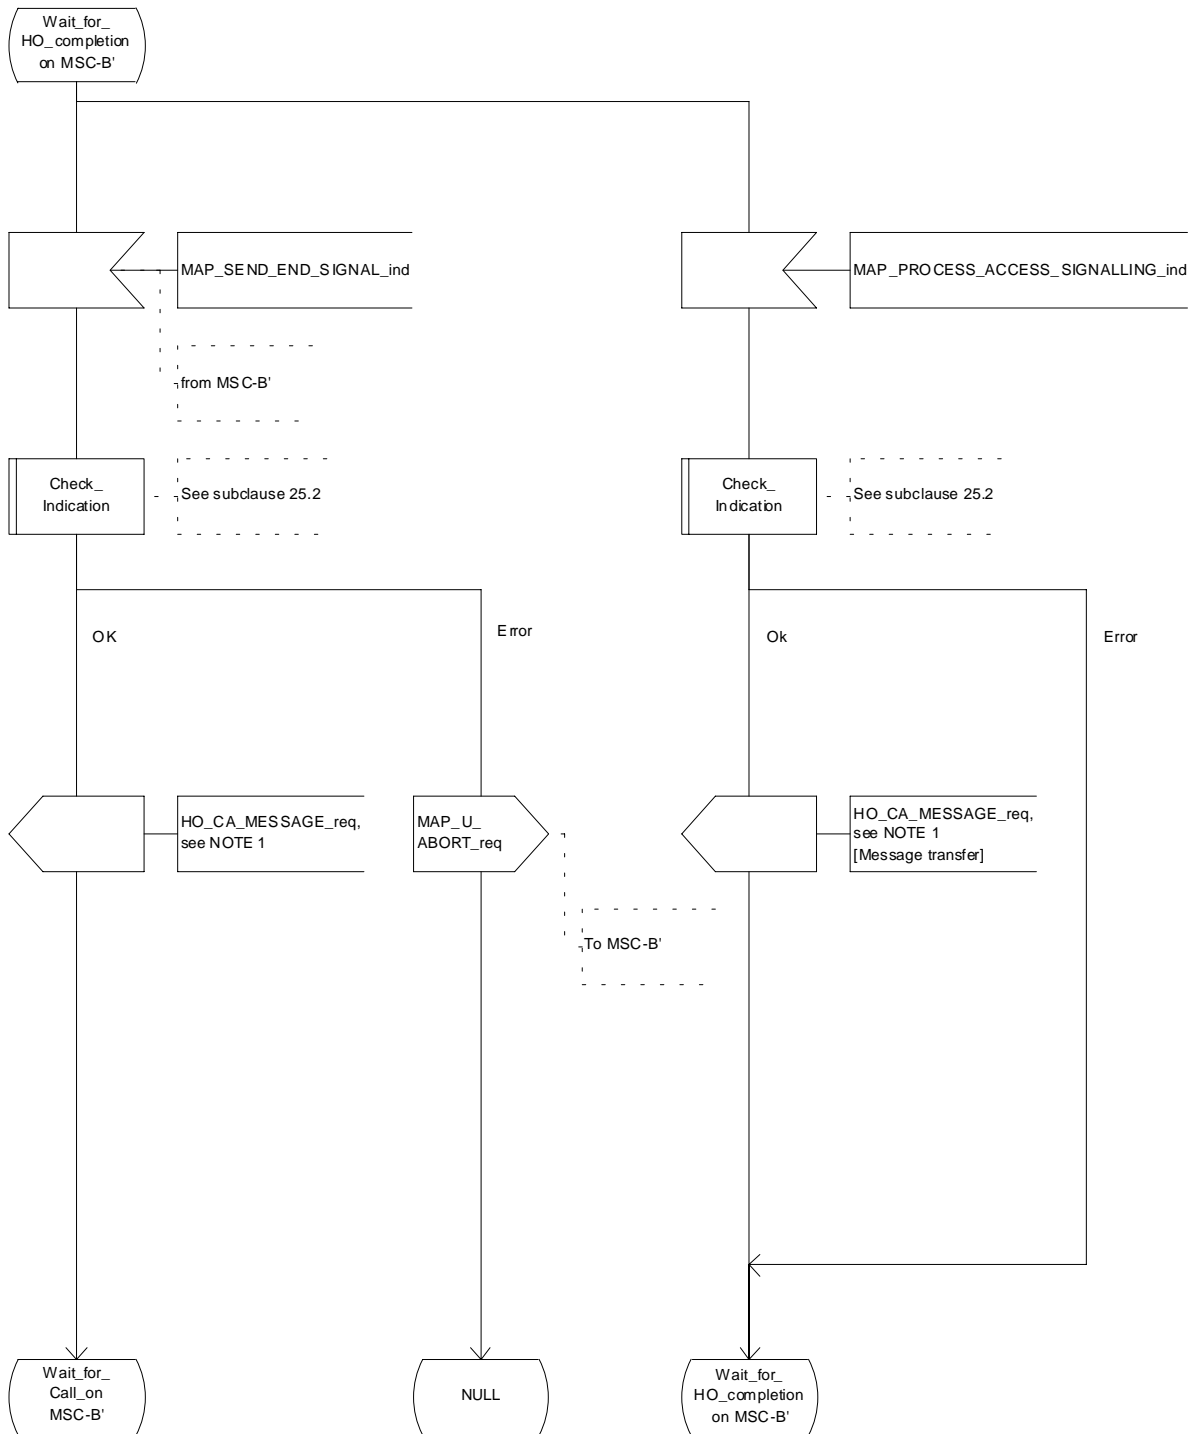 Wait_for_
HO_completion
on MSC-B'
MAP_SEND_END_SIGNAL_ind
MAP_PROCESS_ACCESS_SIGNALLING_ind
from MSC-B'
Check_
Indication
See subclause 25.2
Check_
Indication
See subclause 25.2
OK
Error
Ok
Error
HO_CA_MESSAGE_req,
see NOTE 1
MAP_U_
ABORT_req
HO_CA_MESSAGE_req,
see NOTE 1
[Message transfer]
To MSC-B'
Wait_for_
Call_on
MSC-B'
NULL
Wait_for_
HO_completion
on MSC-B'